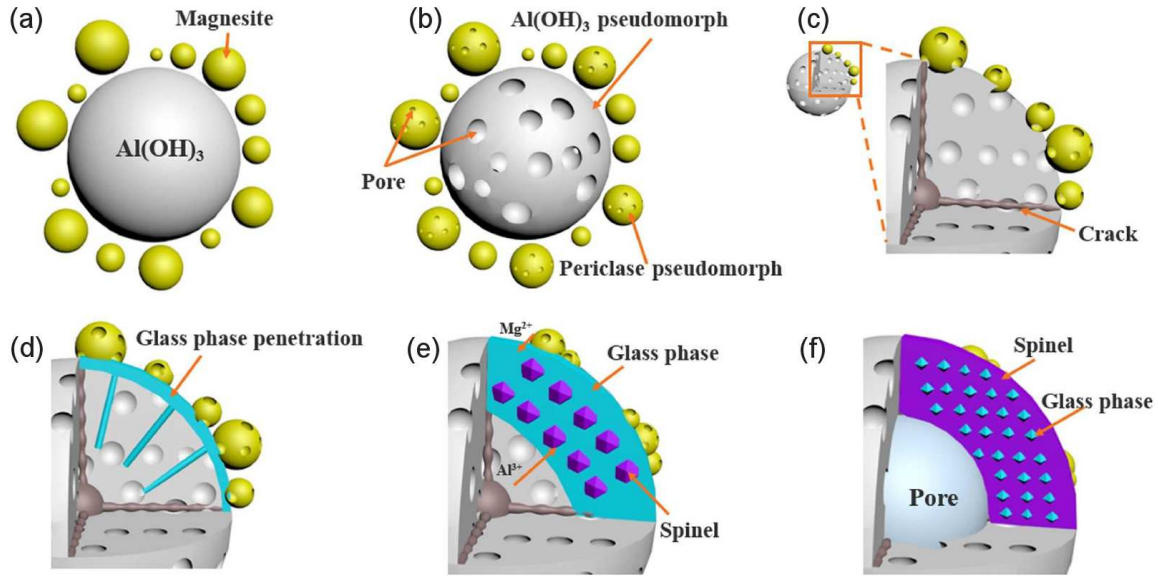 (a)
Magnesite
Al(OH)₃
(b)
Al(OH)₃ pseudomorph
Pore
Periclase pseudomorph
(c)
Crack
(d)
Glass phase penetration
(e)
Mg²⁺
Glass phase
Al³⁺
Spinel
(f)
Spinel
Glass phase
Pore